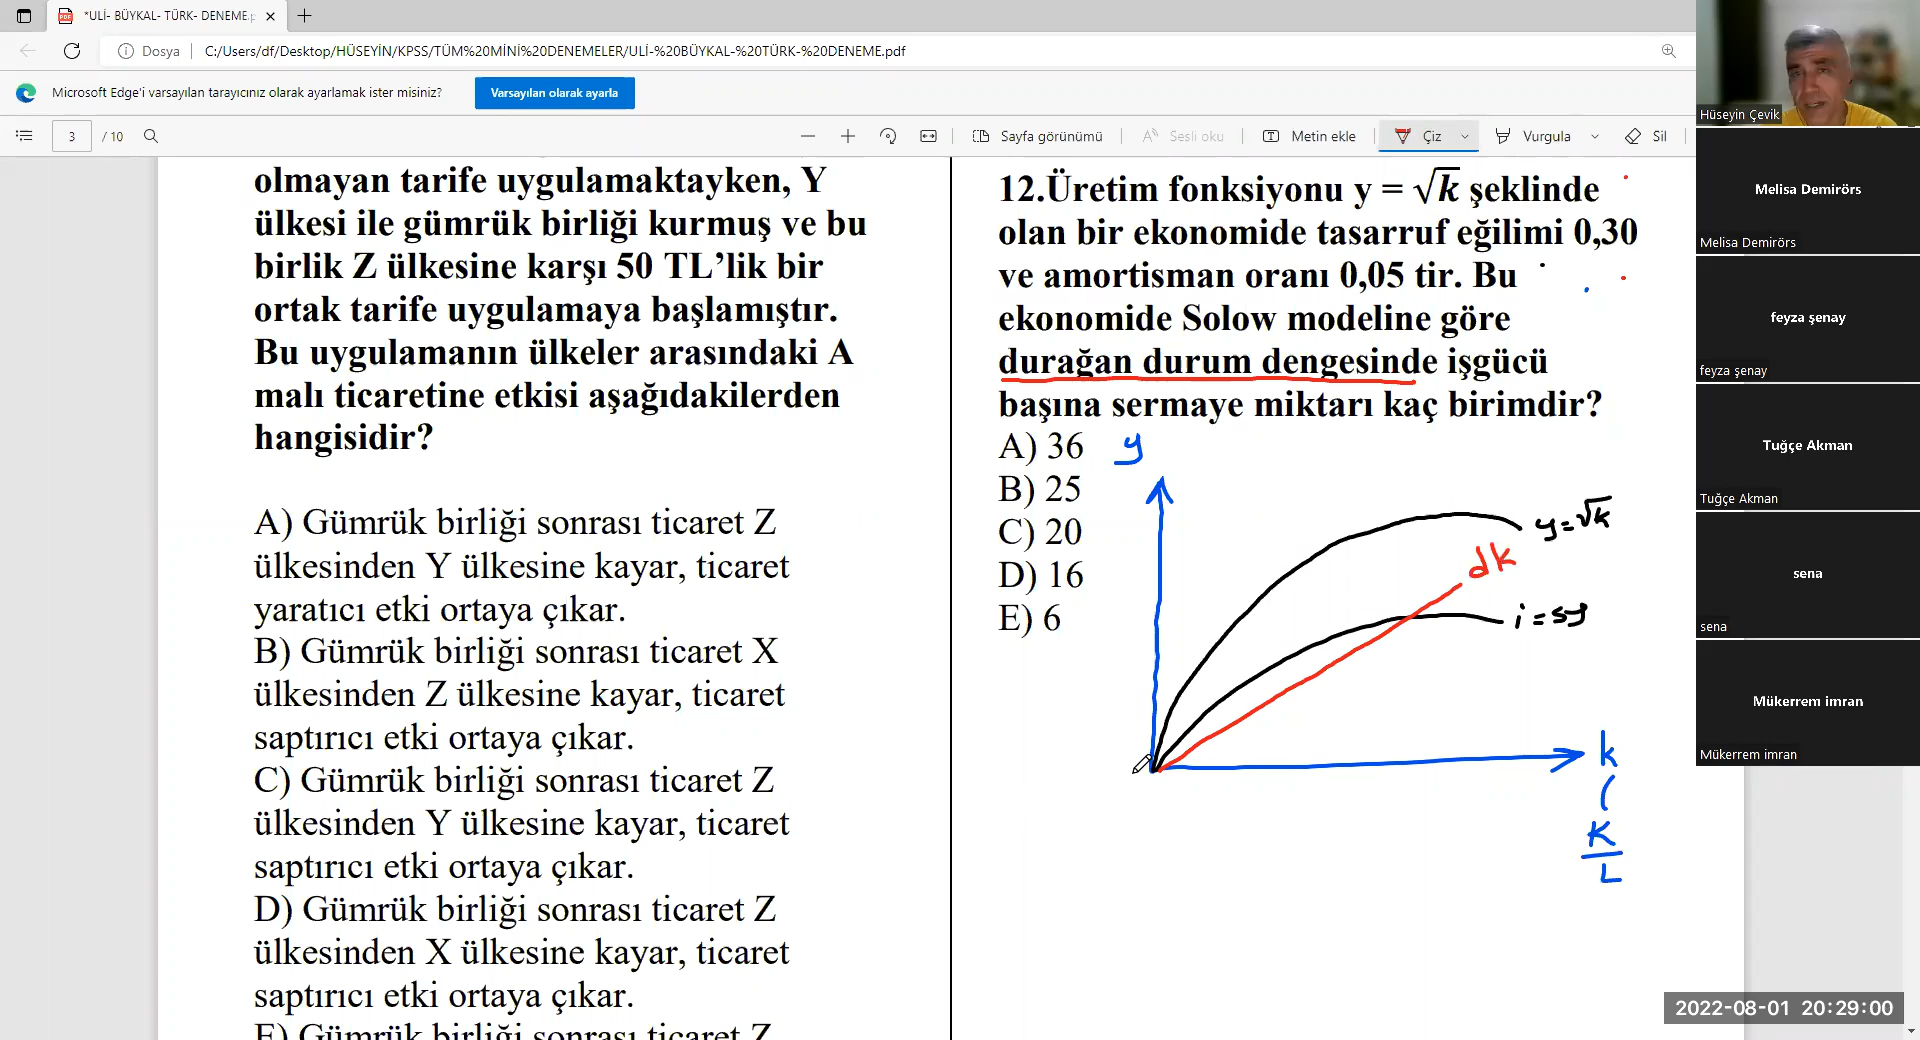 *ULİ- BÜYKAL- TÜRK- DENEME.p
Dosya
C:/Users/df/Desktop/HÜSEYİN/KPSS/TÜM%20MİNİ%20DENEMELER/ULİ-%20BÜYKAL-%20TÜRK-%20DENEME.pdf
Microsoft Edge'i varsayılan tarayıcınız olarak ayarlamak ister misiniz?
Varsayılan olarak ayarla
3
/ 10
Sayfa görünümü
Sesli oku
Metin ekle
Çiz
Vurgula
Sil
olmayan tarife uygulamaktayken, Y
ülkesi ile gümrük birliği kurmuş ve bu
birlik Z ülkesine karşı 50 TL'lik bir
ortak tarife uygulamaya başlamıştır.
Bu uygulamanın ülkeler arasındaki A
malı ticaretine etkisi aşağıdakilerden
hangisidir?
A) Gümrük birliği sonrası ticaret Z
ülkesinden Y ülkesine kayar, ticaret
yaratıcı etki ortaya çıkar.
B) Gümrük birliği sonrası ticaret X
ülkesinden Z ülkesine kayar, ticaret
saptırıcı etki ortaya çıkar.
C) Gümrük birliği sonrası ticaret Z
ülkesinden Y ülkesine kayar, ticaret
saptırıcı etki ortaya çıkar.
D) Gümrük birliği sonrası ticaret Z
ülkesinden X ülkesine kayar, ticaret
saptırıcı etki ortaya çıkar.
E) Gümrük birliği sonrası ticaret Z
12.Üretim fonksiyonu y = √k şeklinde
olan bir ekonomide tasarruf eğilimi 0,30
ve amortisman oranı 0,05 tir. Bu
ekonomide Solow modeline göre
durağan durum dengesinde işgücü
başına sermaye miktarı kaç birimdir?
A) 36
B) 25
C) 20
D) 16
E) 6
y
y=√k
dk
i=sy
k
K
L
Hüseyin Çevik
Melisa Demirörs
Melisa Demirörs
feyza şenay
feyza şenay
Tuğçe Akman
Tuğçe Akman
sena
sena
Mükerrem imran
Mükerrem imran
2022-08-01 20:29:00